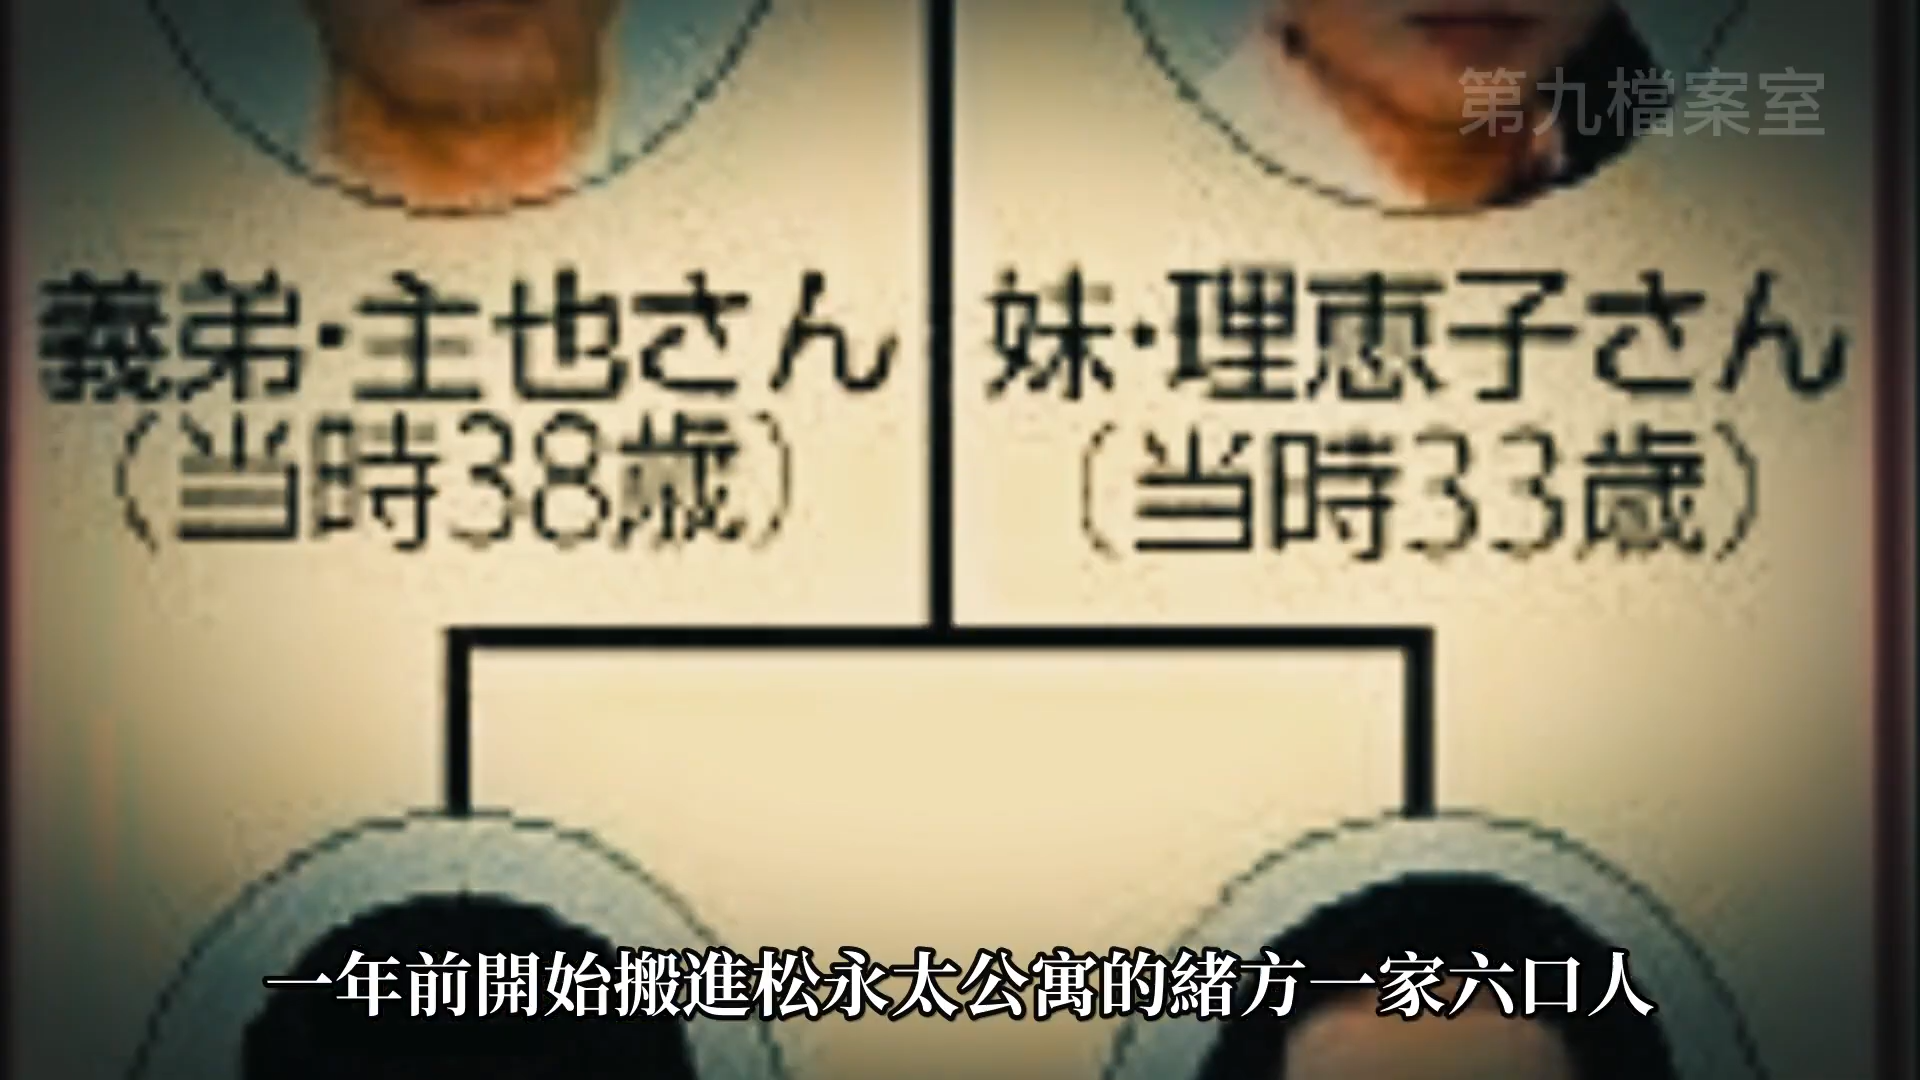 第九檔案室
義弟・主也さん
(当時38歳)
妹・理恵子さん
(当時33歳)
一年前開始搬進松永太公寓的緒方一家六口人